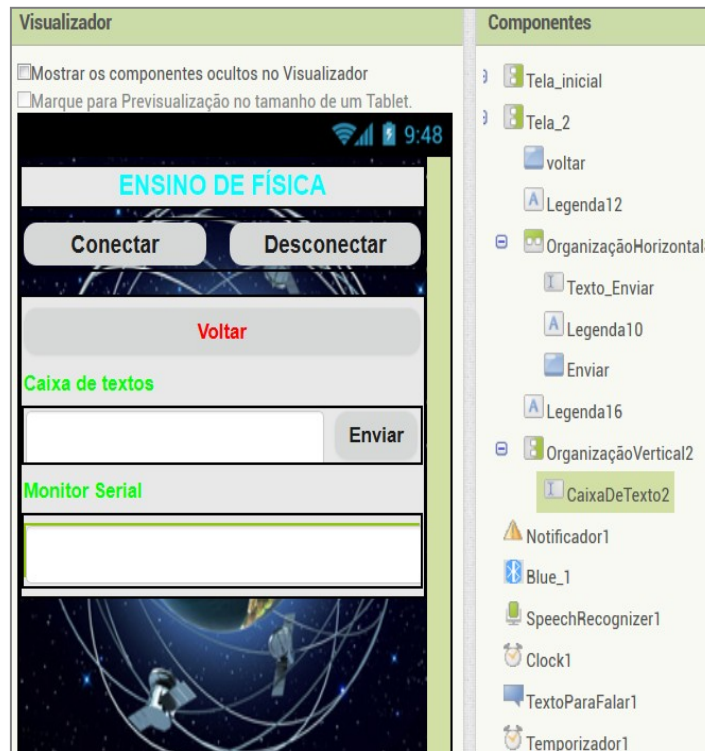 Visualizador
Mostrar os componentes ocultos no Visualizador
Marque para Previsualização no tamanho de um Tablet.
9:48
ENSINO DE FÍSICA
Conectar Desconectar
Voltar
Caixa de textos
Enviar
Monitor Serial
Componentes
Tela_inicial
Tela_2
voltar
Legenda12
OrganizaçãoHorizontal
Texto_Enviar
Legenda10
Enviar
Legenda16
OrganizaçãoVertical2
CaixaDeTexto2
Notificador1
Blue_1
SpeechRecognizer1
Clock1
TextoParaFalar1
Temporizador1